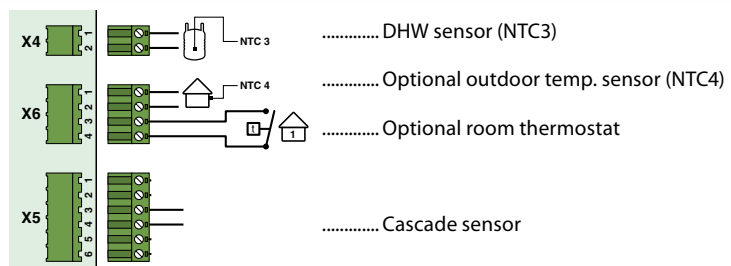 X4 1 NTC 3 ............. DHW sensor (NTC3)
2
1 NTC 4 ............. Optional outdoor temp. sensor (NTC4)
2
X6 3
4 t 1 ............. Optional room thermostat
1
2
X5 3
4 ............. Cascade sensor
5
6